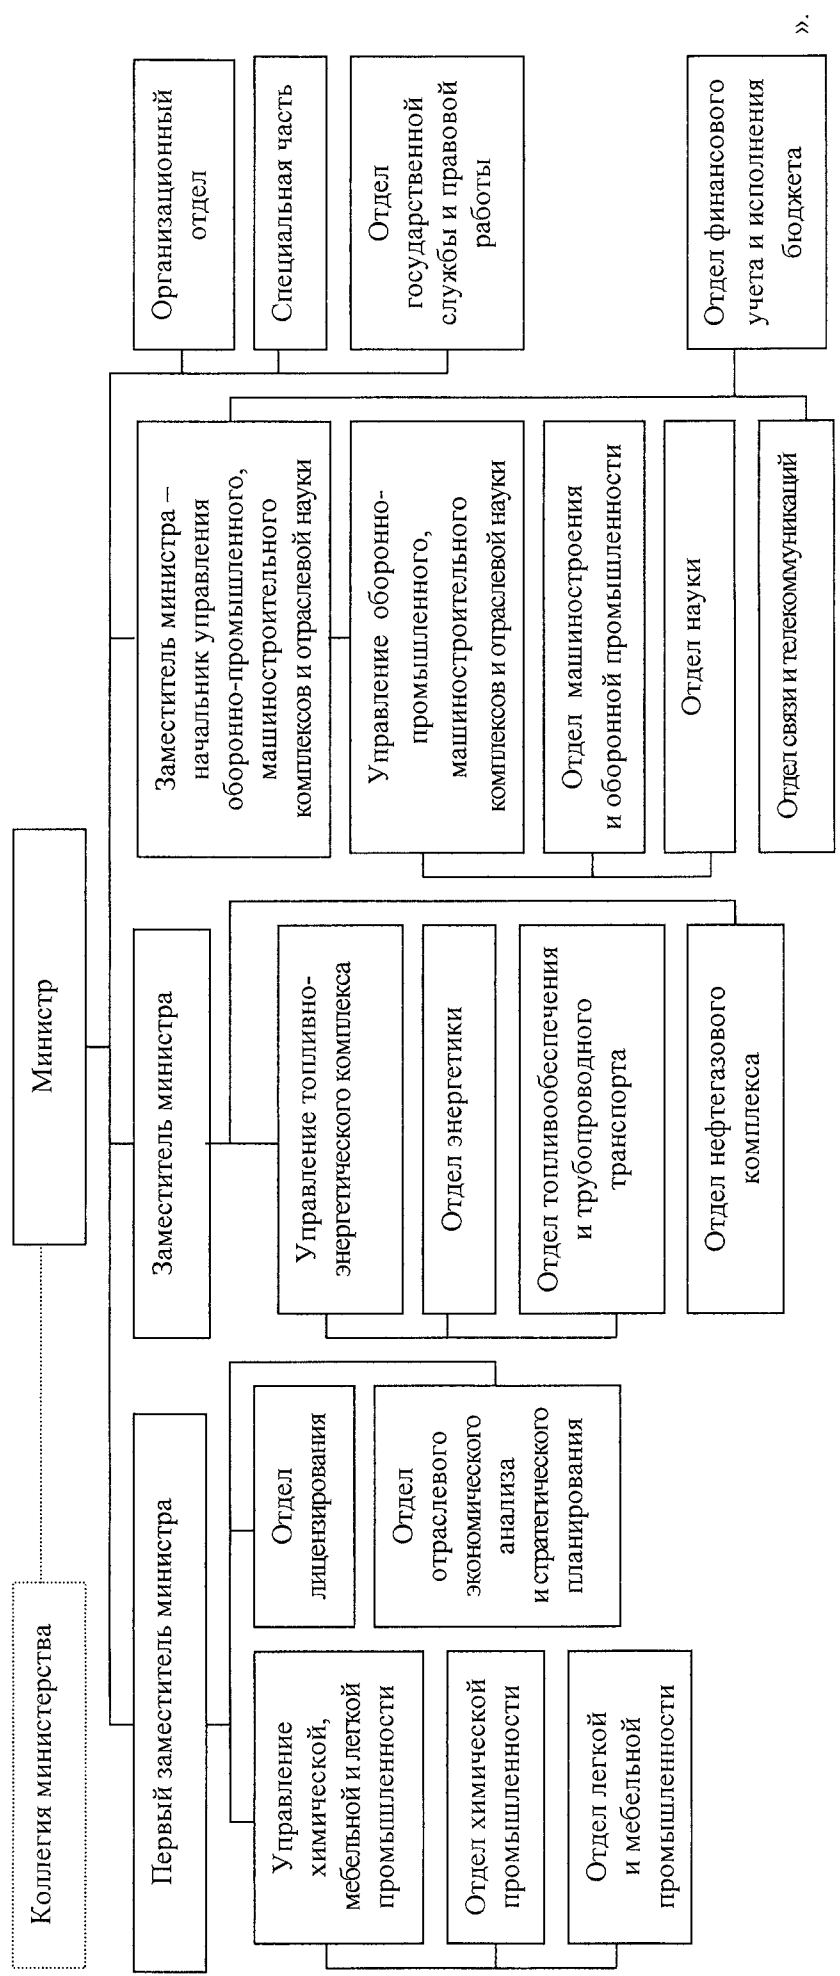 Коллегия министерства
Министр
Первый заместитель министра
Управление
химической,
мебельной и легкой
промышленности
Отдел химической
промышленности
Отдел легкой
и мебельной
промышленности
Отдел
лицензирования
Отдел
отраслевого
экономического
анализа
и стратегического
планирования
Заместитель министра
Управление топливно-
энергетического комплекса
Отдел энергетики
Отдел топливообеспечения
и трубопроводного
транспорта
Отдел нефтегазового
комплекса
Заместитель министра –
начальник управления
оборонно-промышленного,
машиностроительного
комплексов и отраслевой науки
Управление оборонно-
промышленного,
машиностроительного
комплексов и отраслевой науки
Отдел машиностроения
и оборонной промышленности
Отдел науки
Отдел связи и телекоммуникаций
Организационный
отдел
Специальная часть
Отдел
государственной
службы и правовой
работы
Отдел финансового
учета и исполнения
бюджета
».